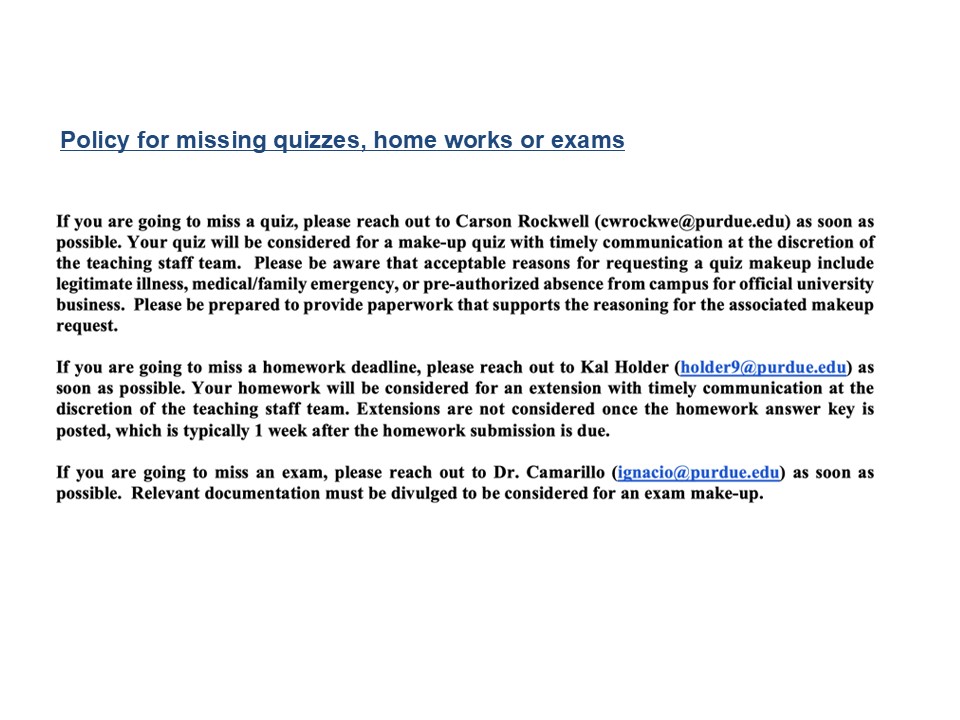 Policy for missing quizzes, home works or exams
If you are going to miss a quiz, please reach out to Carson Rockwell (cwrockwe@purdue.edu) as soon as
possible. Your quiz will be considered for a make-up quiz with timely communication at the discretion of
the teaching staff team.  Please be aware that acceptable reasons for requesting a quiz makeup include
legitimate illness, medical/family emergency, or pre-authorized absence from campus for official university
business.  Please be prepared to provide paperwork that supports the reasoning for the associated makeup
request.
If you are going to miss a homework deadline, please reach out to Kal Holder (holder9@purdue.edu) as
soon as possible. Your homework will be considered for an extension with timely communication at the
discretion of the teaching staff team. Extensions are not considered once the homework answer key is
posted, which is typically 1 week after the homework submission is due.
If you are going to miss an exam, please reach out to Dr. Camarillo (ignacio@purdue.edu) as soon as
possible.  Relevant documentation must be divulged to be considered for an exam make-up.